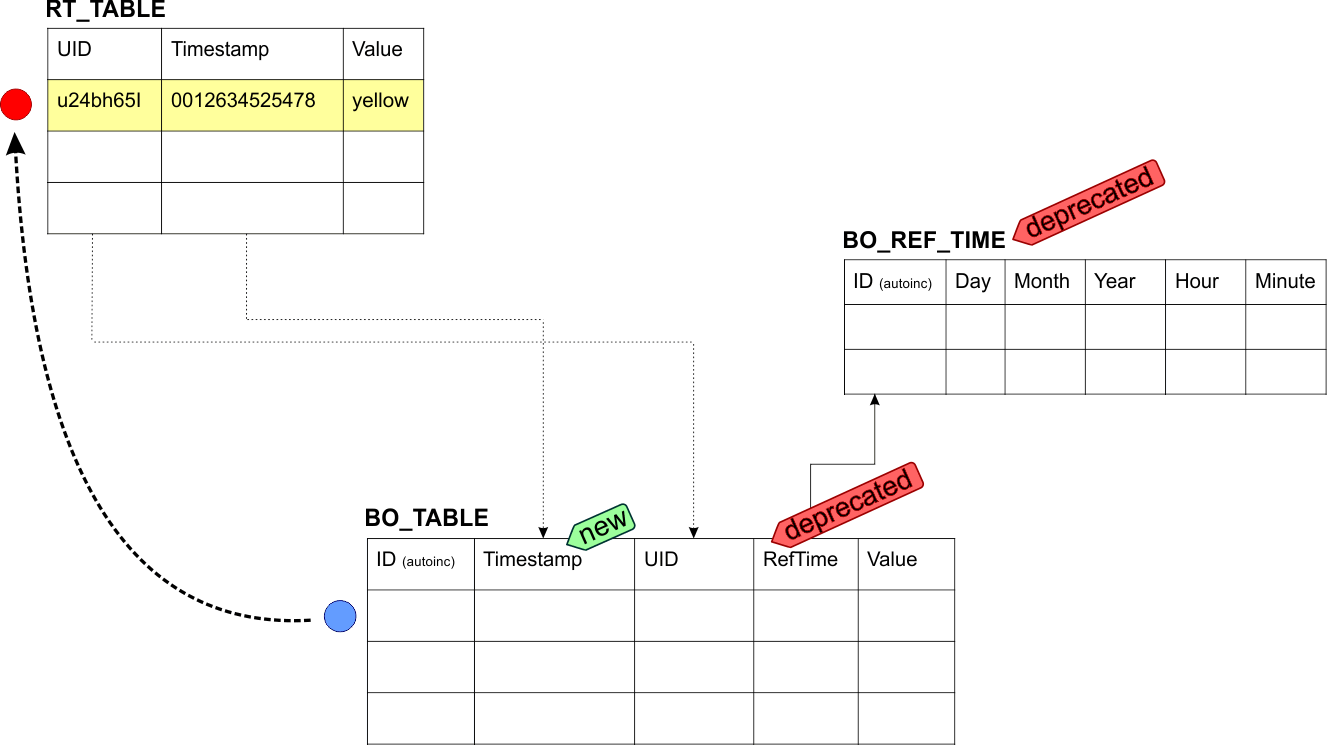 RT_TABLE
UID Timestamp Value
u24bh65I 0012634525478 yellow
deprecated
BO_REF_TIME
ID (autoinc) Day Month Year Hour Minute
deprecated
new
BO_TABLE
ID (autoinc) Timestamp UID RefTime Value